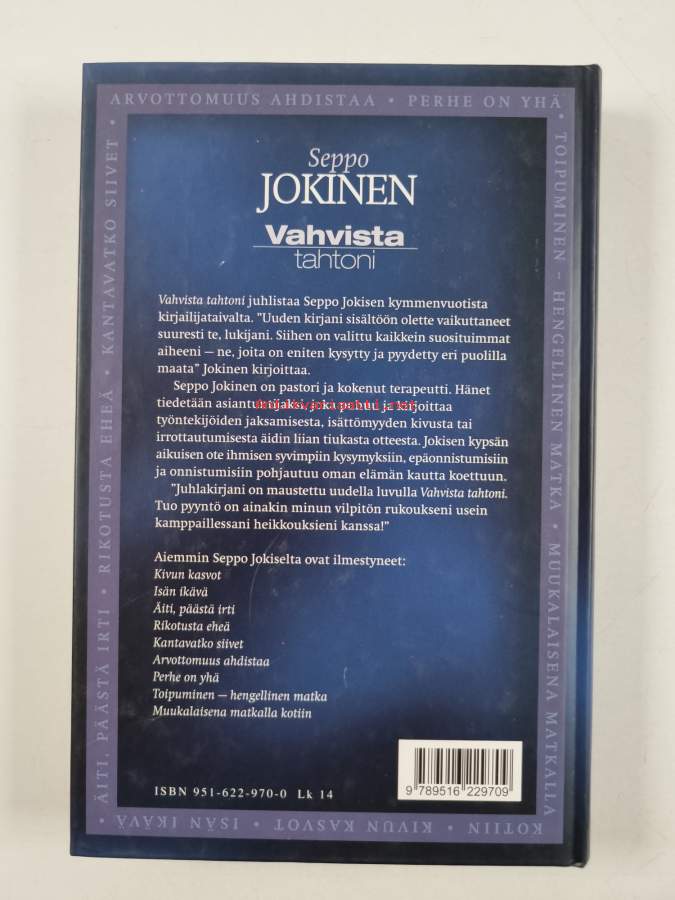 ARVOTTOMUUS AHDISTAA • PERHE ON YHÄ
• TOIPUMINEN – HENGELLINEN MATKA • MUUKALAISENA MATKALLA
KOTIIN • KIVUN KASVOT • ISÄN IKÄVÄ •
ÄITI, PÄÄSTÄ IRTI • RIKOTUSTA EHEÄ • KANTAVATKO SIIVET •
Seppo
JOKINEN
Vahvista
tahtoni
Vahvista tahtoni juhlistaa Seppo Jokisen kymmenvuotista
kirjailijataivalta. ”Uuden kirjani sisältöön olette vaikuttaneet
suuresti te, lukijani. Siihen on valittu kaikkein suosituimmat
aiheeni – ne, joita on eniten kysytty ja pyydetty eri puolilla
maata” Jokinen kirjoittaa.
Seppo Jokinen on pastori ja kokenut terapeutti. Hänet
tiedetään asiantuntijaksi, joka puhuu ja kirjoittaa
työntekijöiden jaksamisesta, isättömyyden kivusta tai
irrottautumisesta äidin liian tiukasta otteesta. Jokisen kypsän
aikuisen ote ihmisen syvimpiin kysymyksiin, epäonnistumisiin
ja onnistumisiin pohjautuu oman elämän kautta koettuun.
”Juhlakirjani on maustettu uudella luvulla Vahvista tahtoni.
Tuo pyyntö on ainakin minun vilpitön rukoukseni usein
kamppaillessani heikkouksieni kanssa!”
Aiemmin Seppo Jokiselta ovat ilmestyneet:
Kivun kasvot
Isän ikävä
Äiti, päästä irti
Rikotusta eheä
Kantavatko siivet
Arvottomuus ahdistaa
Perhe on yhä
Toipuminen – hengellinen matka
Muukalaisena matkalla kotiin
ISBN 951-622-970-0 Lk 14
9 789516 229709